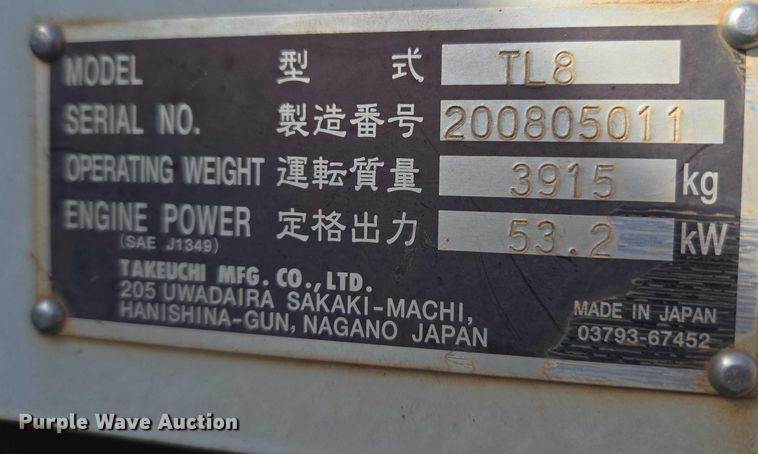 MODEL 型 式 TL8
SERIAL NO. 製造番号 200805011
OPERATING WEIGHT 運転質量 3915 kg
ENGINE POWER 定格出力 53.2 kW
(SAE J1349)
TAKEUCHI MFG. CO.,LTD.
205 UWADAIRA SAKAKI-MACHI,
HANISHINA-GUN, NAGANO JAPAN
MADE IN JAPAN
03793-67452
Purple Wave Auction